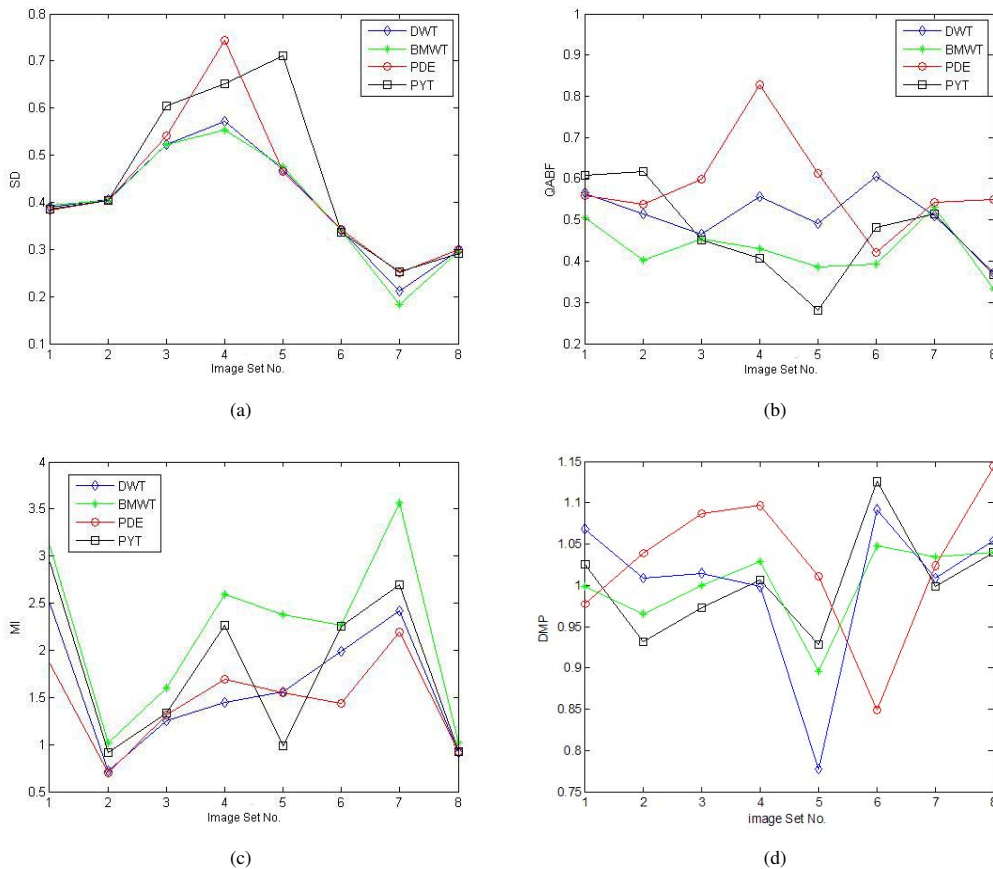 0.8
0.7
0.6
0.5
0.4
0.3
0.2
0.1
SD
1 2 3 4 5 6 7 8
Image Set No.
DWT
BMWT
PDE
PYT
(a)
1
0.9
0.8
0.7
0.6
0.5
0.4
0.3
0.2
QABF
1 2 3 4 5 6 7 8
Image Set No.
DWT
BMWT
PDE
PYT
(b)
4
3.5
3
2.5
2
1.5
1
0.5
MI
1 2 3 4 5 6 7 8
Image Set No.
DWT
BMWT
PDE
PYT
(c)
1.15
1.1
1.05
1
0.95
0.9
0.85
0.8
0.75
DMP
1 2 3 4 5 6 7 8
image Set No.
(d)